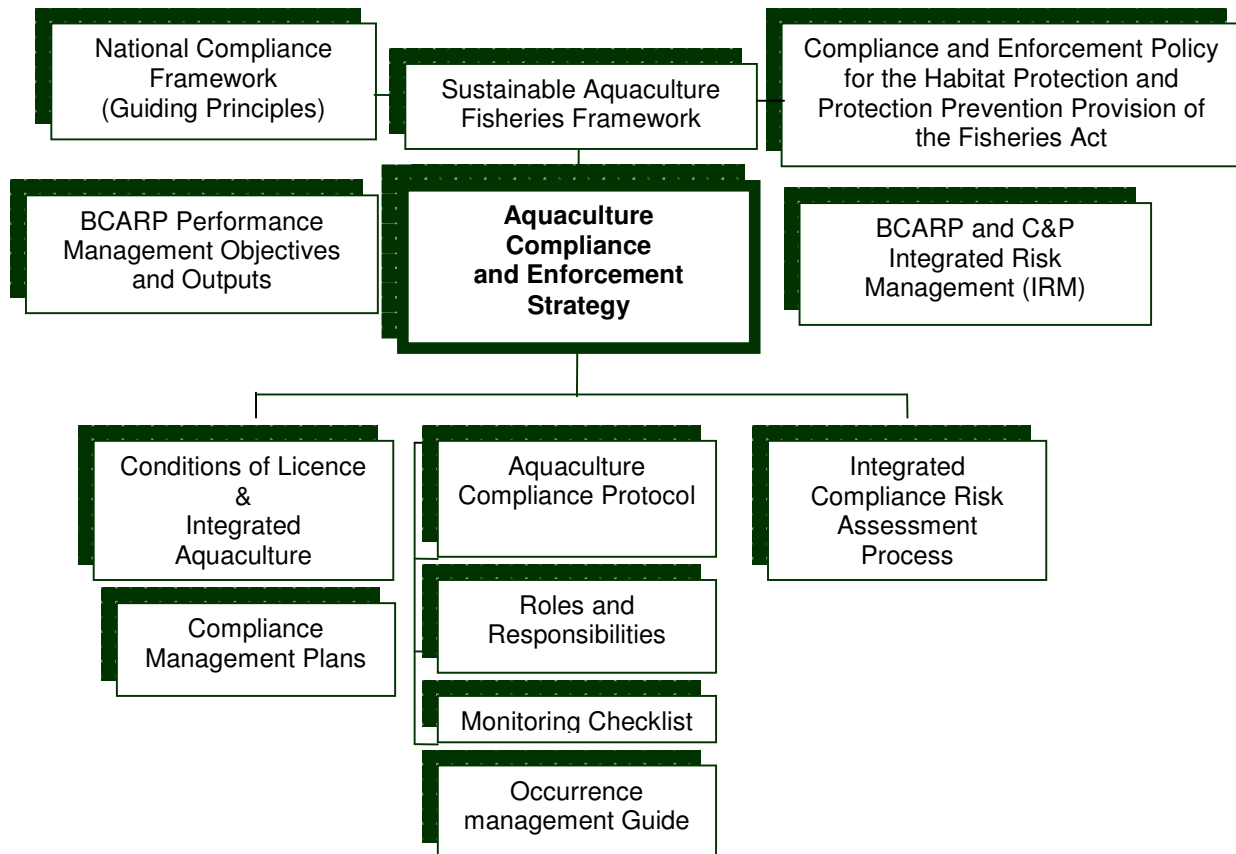 National Compliance
Framework
(Guiding Principles)
Sustainable Aquaculture
Fisheries Framework
Compliance and Enforcement Policy
for the Habitat Protection and
Protection Prevention Provision of
the Fisheries Act
BCARP Performance
Management Objectives
and Outputs
Aquaculture
Compliance
and Enforcement
Strategy
BCARP and C&P
Integrated Risk
Management (IRM)
Conditions of Licence
&
Integrated
Aquaculture
Compliance
Management Plans
Aquaculture
Compliance Protocol
Roles and
Responsibilities
Monitoring Checklist
Occurrence
management Guide
Integrated
Compliance Risk
Assessment
Process